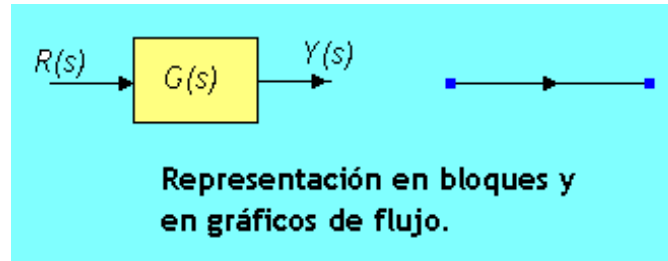 R(s) G(s) Y(s)
Representación en bloques y
en gráficos de flujo.